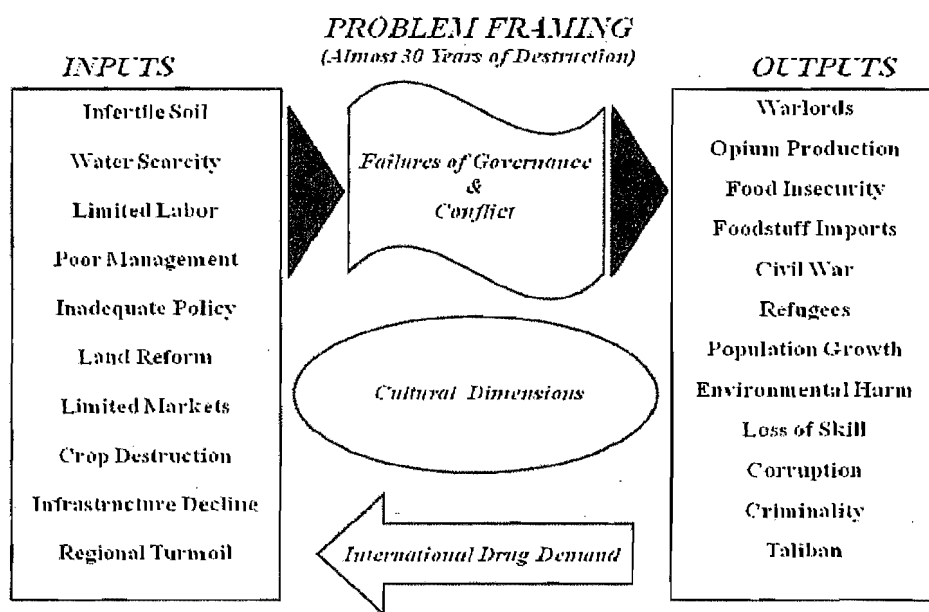 PROBLEM FRAMING
(Almost 30 Years of Destruction)
INPUTS
Infertile Soil
Water Scarcity
Limited Labor
Poor Management
Inadequate Policy
Land Reform
Limited Markets
Crop Destruction
Infrastructure Decline
Regional Turmoil
Failures of Governance
&
Conflict
Cultural Dimensions
International Drug Demand
OUTPUTS
Warlords
Opium Production
Food Insecurity
Foodstuff Imports
Civil War
Refugees
Population Growth
Environmental Harm
Loss of Skill
Corruption
Criminality
Taliban